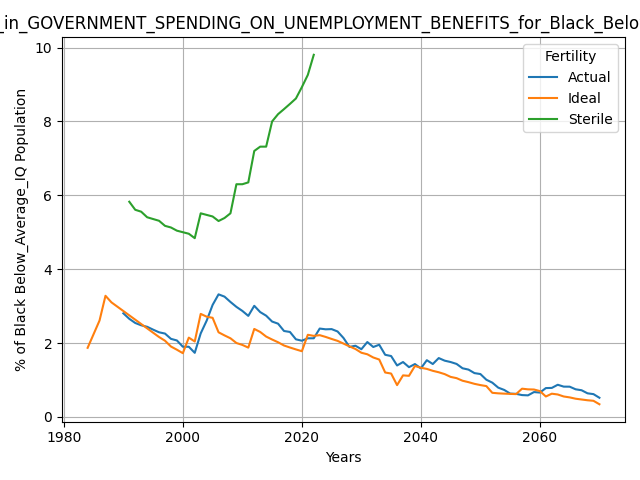 _in_GOVERNMENT_SPENDING_ON_UNEMPLOYMENT_BENEFITS_for_Black_Belo
Fertility
Actual
Ideal
Sterile
% of Black Below_Average_IQ Population
10
8
6
4
2
0
1980 2000 2020 2040 2060
Years